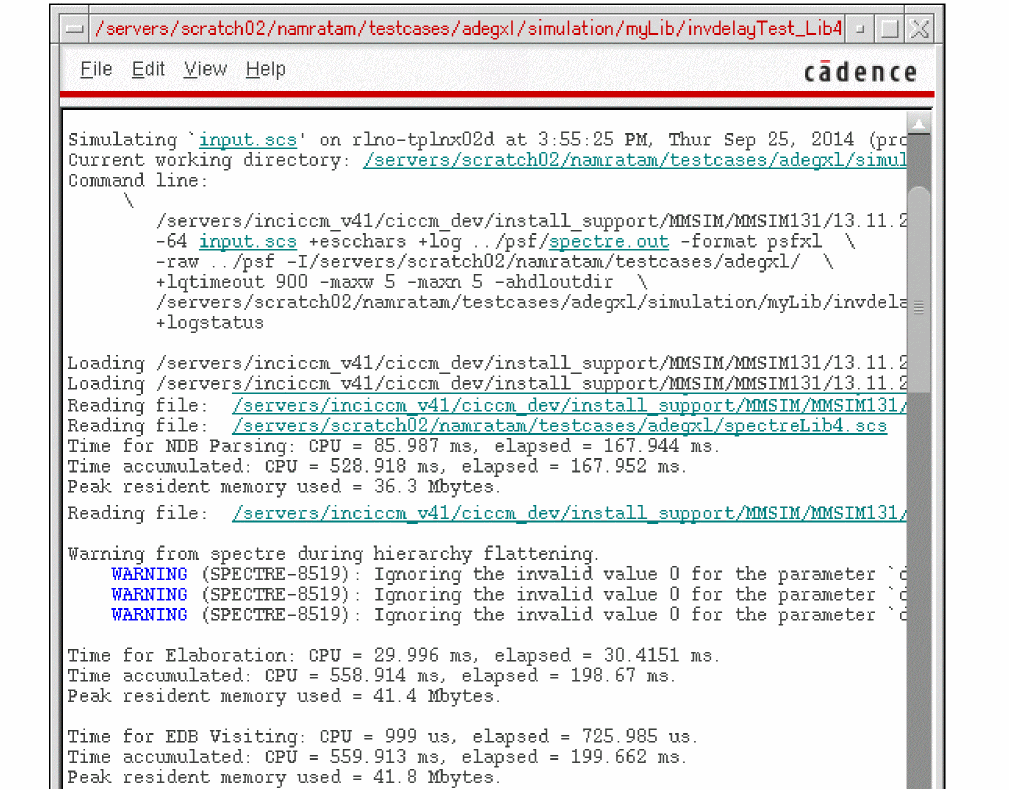 /servers/scratch02/namratam/testcases/adegxl/simulation/myLib/invdelayTest_Lib4
File Edit View Help
cādence
Simulating `input.scs' on rlno-tplnx02d at 3:55:25 PM, Thur Sep 25, 2014 (proc
Current working directory: /servers/scratch02/namratam/testcases/adegxl/simul
Command line:
\
/servers/inciccm_v41/ciccm_dev/install_support/MMSIM/MMSIM131/13.11.2
-64 input.scs +escchars +log ../psf/spectre.out -format psfxl \
-raw ../psf -I/servers/scratch02/namratam/testcases/adegxl/ \
+lqtimeout 900 -maxw 5 -maxn 5 -ahdloutdir \
/servers/scratch02/namratam/testcases/adegxl/simulation/myLib/invdela
+logstatus
Loading /servers/inciccm_v41/ciccm_dev/install_support/MMSIM/MMSIM131/13.11.2
Loading /servers/inciccm_v41/ciccm_dev/install_support/MMSIM/MMSIM131/13.11.2
Reading file: /servers/inciccm_v41/ciccm_dev/install_support/MMSIM/MMSIM131/
Reading file: /servers/scratch02/namratam/testcases/adegxl/spectreLib4.scs
Time for NDB Parsing: CPU = 85.987 ms, elapsed = 167.944 ms.
Time accumulated: CPU = 528.918 ms, elapsed = 167.952 ms.
Peak resident memory used = 36.3 Mbytes.
Reading file: /servers/inciccm_v41/ciccm_dev/install_support/MMSIM/MMSIM131/
Warning from spectre during hierarchy flattening.
WARNING (SPECTRE-8519): Ignoring the invalid value 0 for the parameter `d
WARNING (SPECTRE-8519): Ignoring the invalid value 0 for the parameter `d
WARNING (SPECTRE-8519): Ignoring the invalid value 0 for the parameter `d
Time for Elaboration: CPU = 29.996 ms, elapsed = 30.4151 ms.
Time accumulated: CPU = 558.914 ms, elapsed = 198.67 ms.
Peak resident memory used = 41.4 Mbytes.
Time for EDB Visiting: CPU = 999 us, elapsed = 725.985 us.
Time accumulated: CPU = 559.913 ms, elapsed = 199.662 ms.
Peak resident memory used = 41.8 Mbytes.